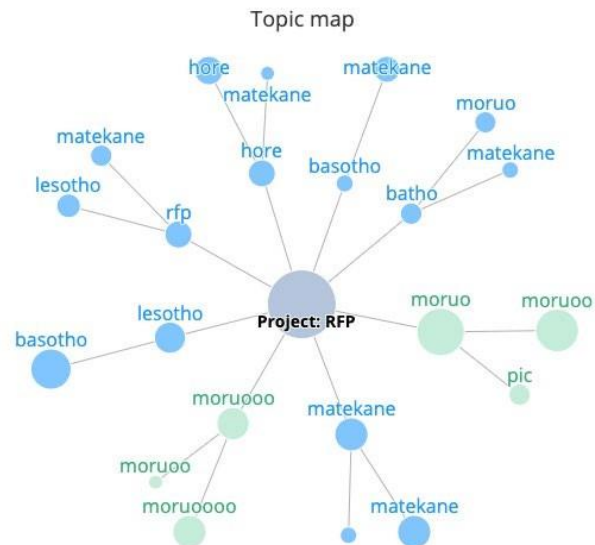 Topic map
hore
matekane
matekane
matekane
moruo
matekane
hore
basotho
matekane
lesotho
batho
rfp
Project: RFP
moruo
moruoo
lesotho
basotho
pic
moruooo
matekane
moruoo
moruoooo
matekane